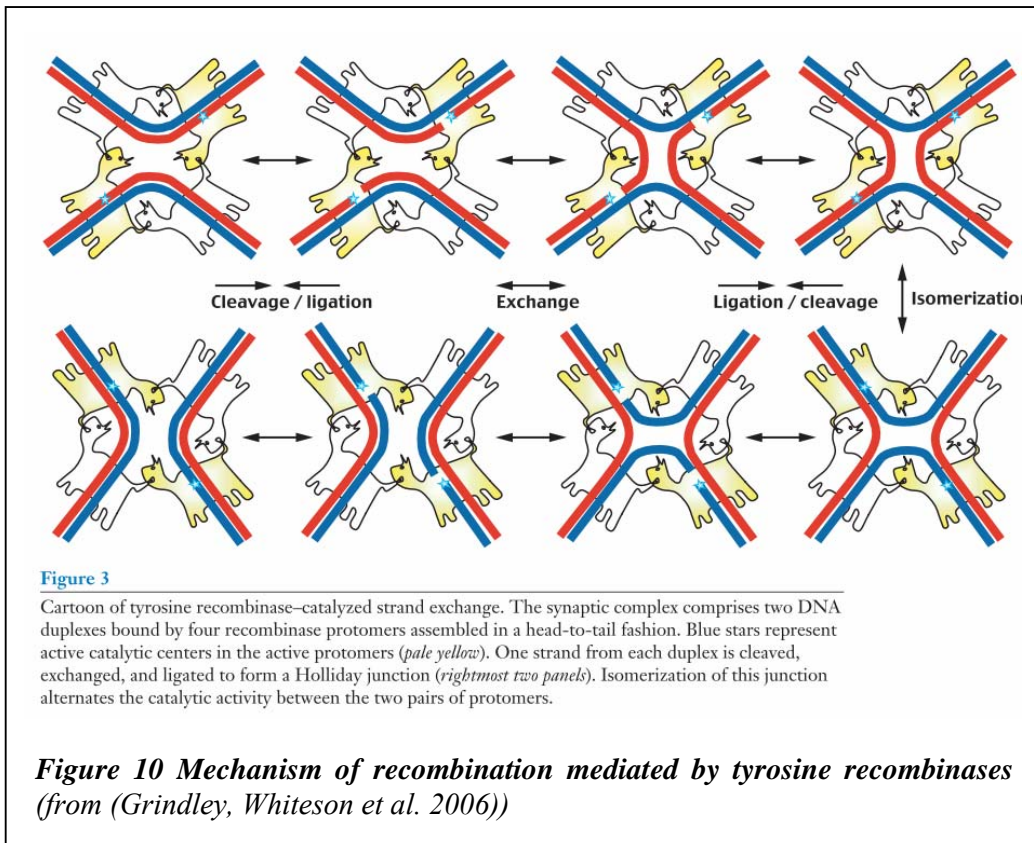 Cleavage / ligation
Exchange
Ligation / cleavage
Isomerization
Figure 3
Cartoon of tyrosine recombinase–catalyzed strand exchange. The synaptic complex comprises two DNA
duplexes bound by four recombinase protomers assembled in a head-to-tail fashion. Blue stars represent
active catalytic centers in the active protomers (pale yellow). One strand from each duplex is cleaved,
exchanged, and ligated to form a Holliday junction (rightmost two panels). Isomerization of this junction
alternates the catalytic activity between the two pairs of protomers.
Figure 10 Mechanism of recombination mediated by tyrosine recombinases
(from (Grindley, Whiteson et al. 2006))